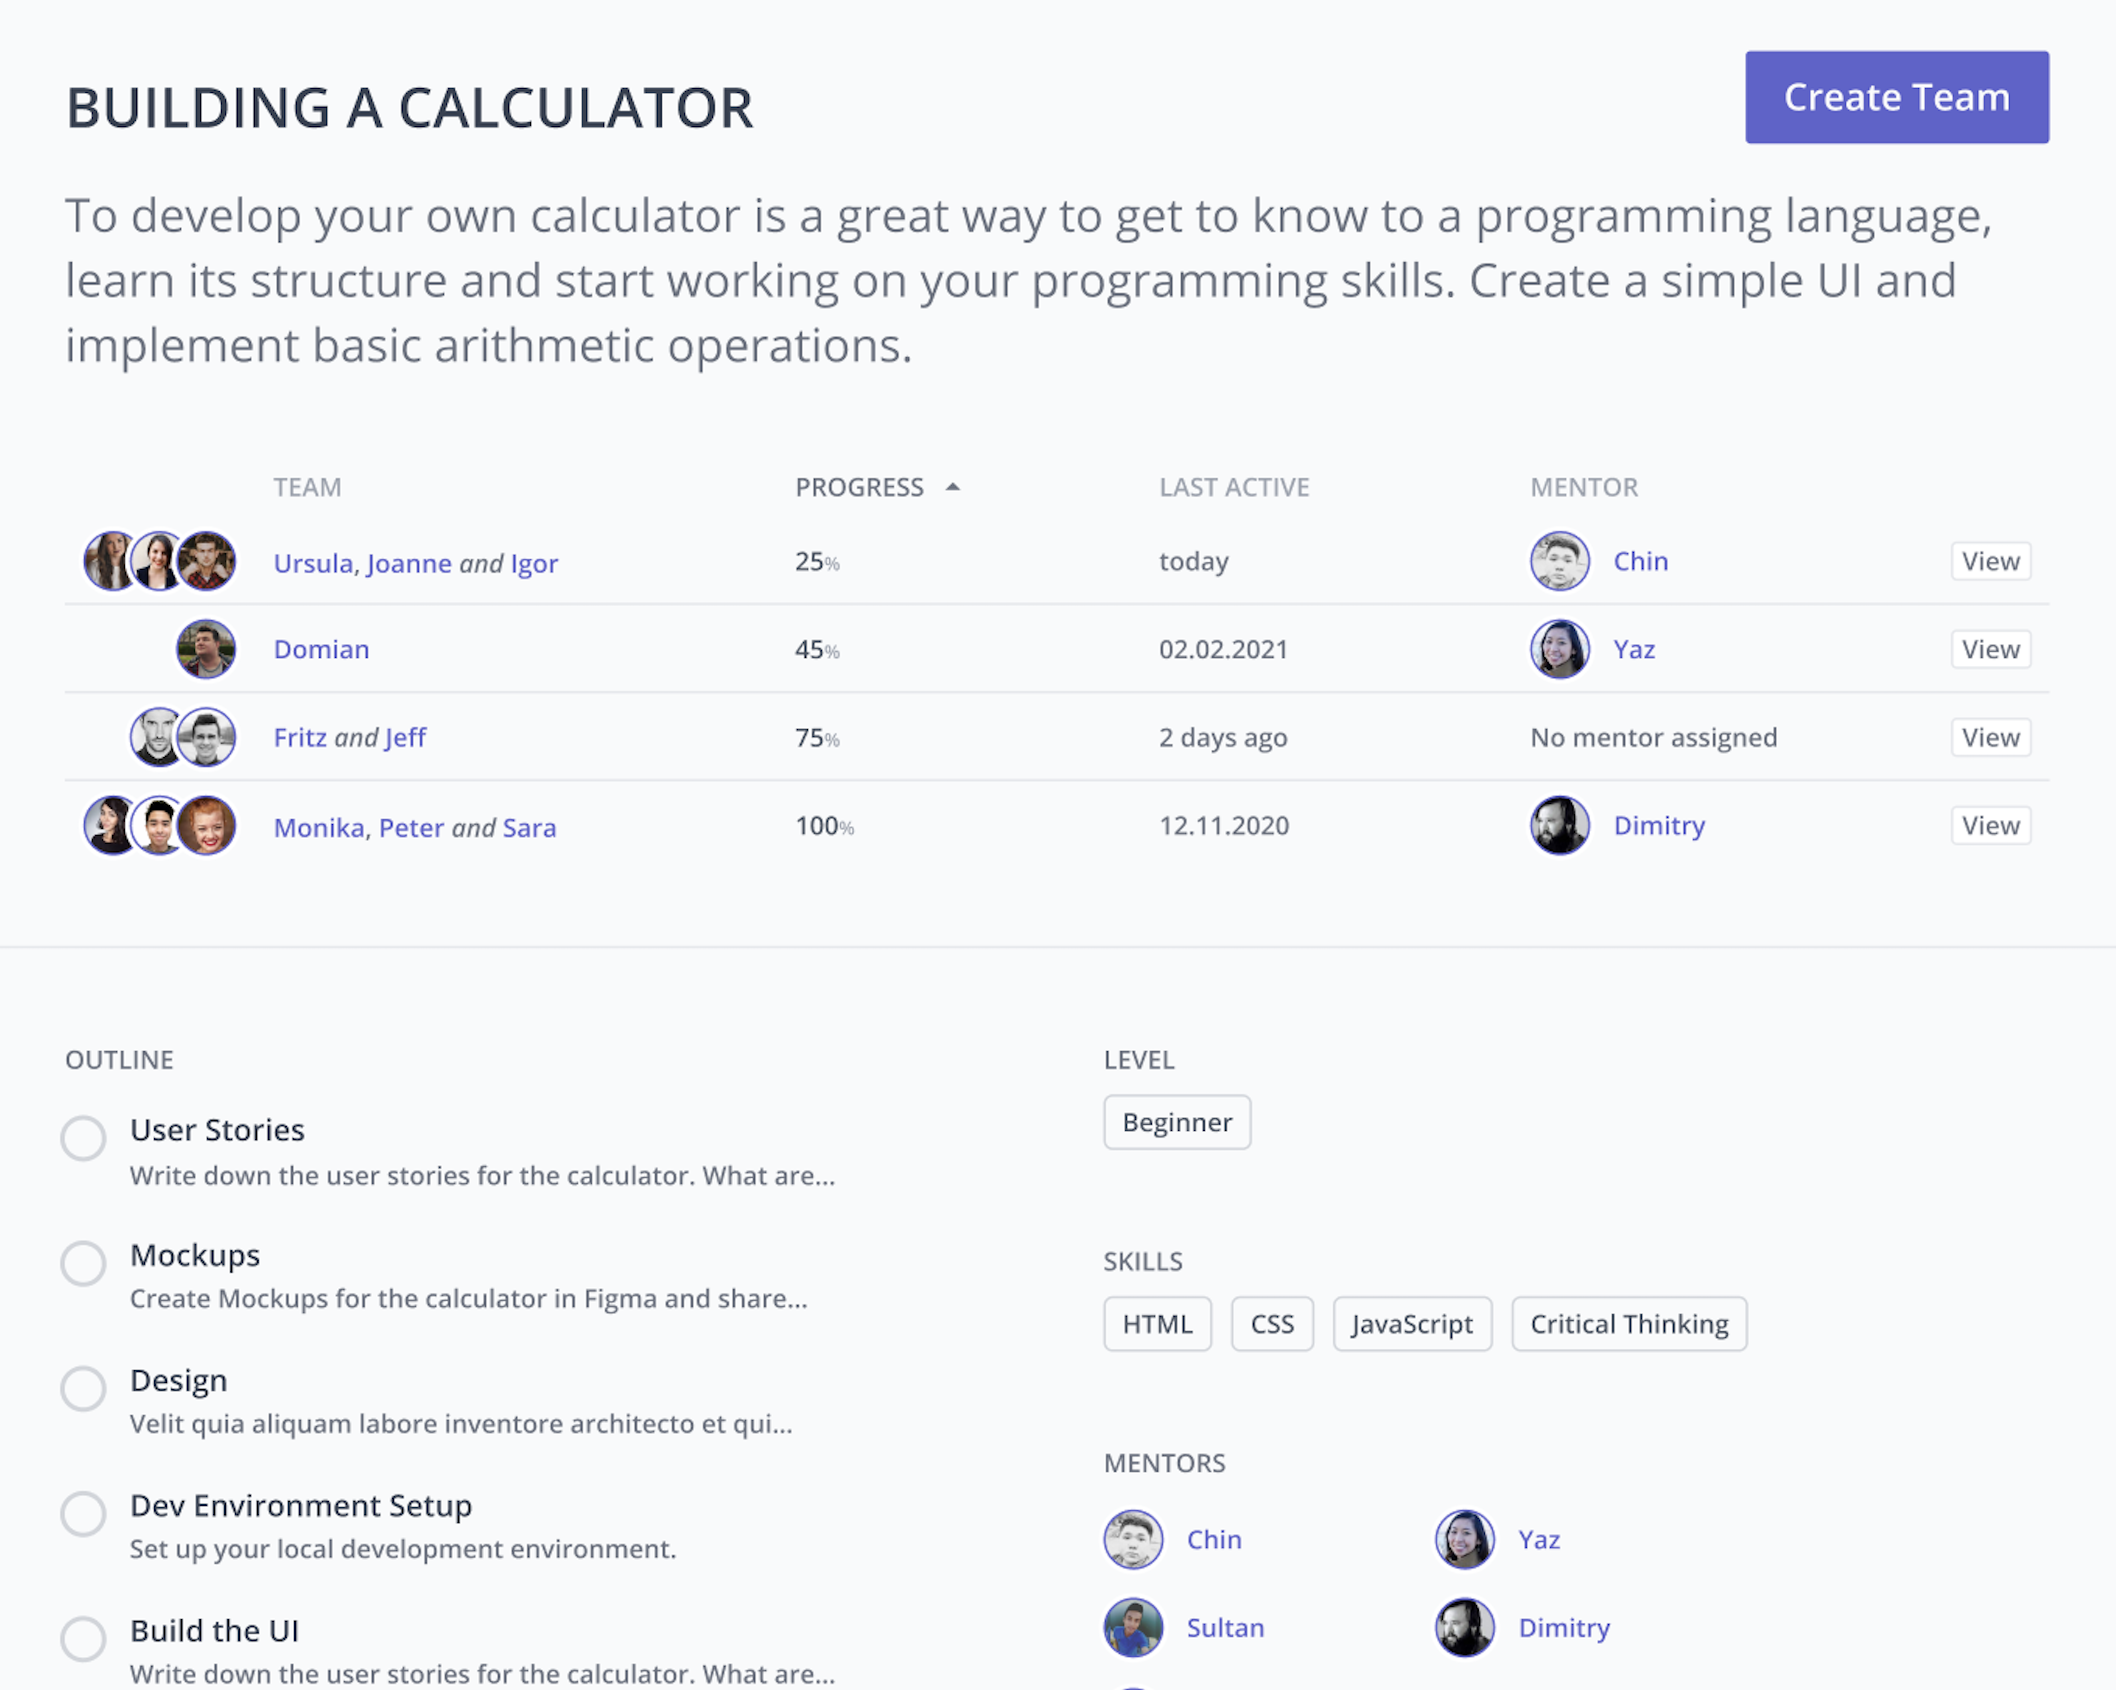 BUILDING A CALCULATOR
Create Team
To develop your own calculator is a great way to get to know to a programming language,
learn its structure and start working on your programming skills. Create a simple UI and
implement basic arithmetic operations.
TEAM PROGRESS LAST ACTIVE MENTOR
Ursula, Joanne and Igor 25% today Chin View
Domian 45% 02.02.2021 Yaz View
Fritz and Jeff 75% 2 days ago No mentor assigned View
Monika, Peter and Sara 100% 12.11.2020 Dimitry View
OUTLINE
User Stories
Write down the user stories for the calculator. What are...
Mockups
Create Mockups for the calculator in Figma and share...
Design
Velit quia aliquam labore inventore architecto et qui...
Dev Environment Setup
Set up your local development environment.
Build the UI
Write down the user stories for the calculator. What are...
LEVEL
Beginner
SKILLS
HTML CSS JavaScript Critical Thinking
MENTORS
Chin Yaz
Sultan Dimitry